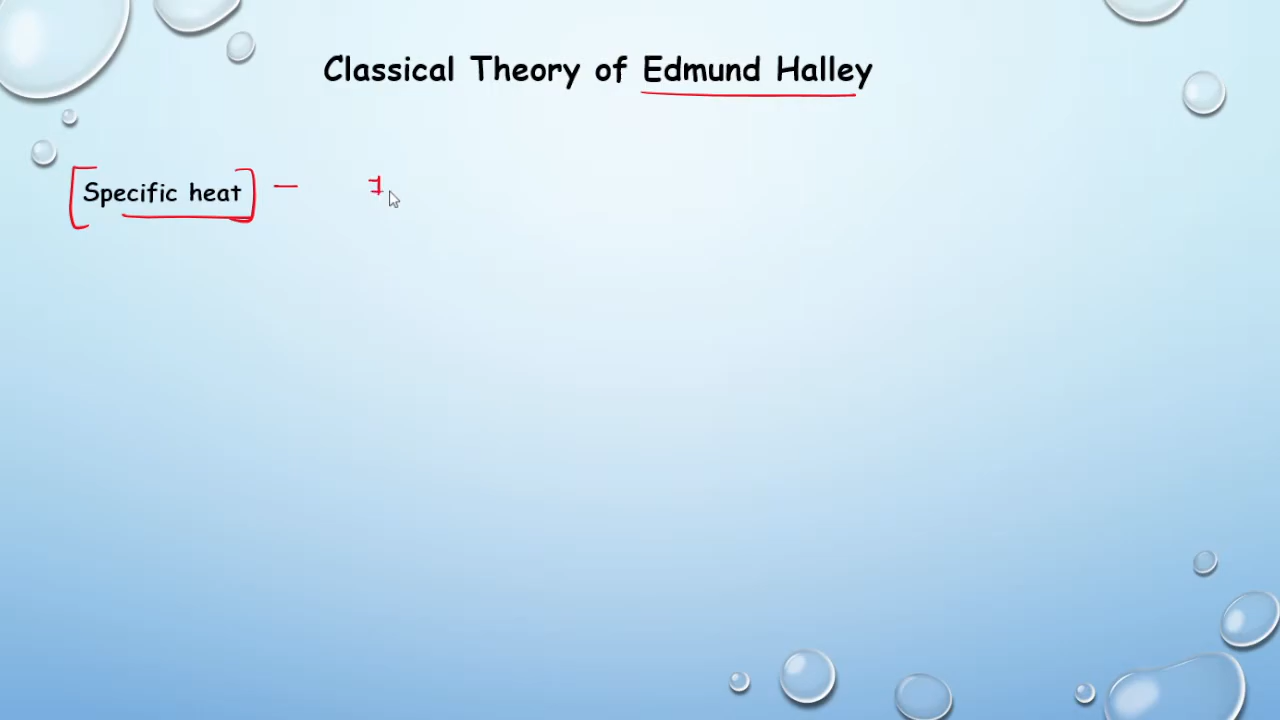 Classical Theory of Edmund Halley
[Specific heat] –